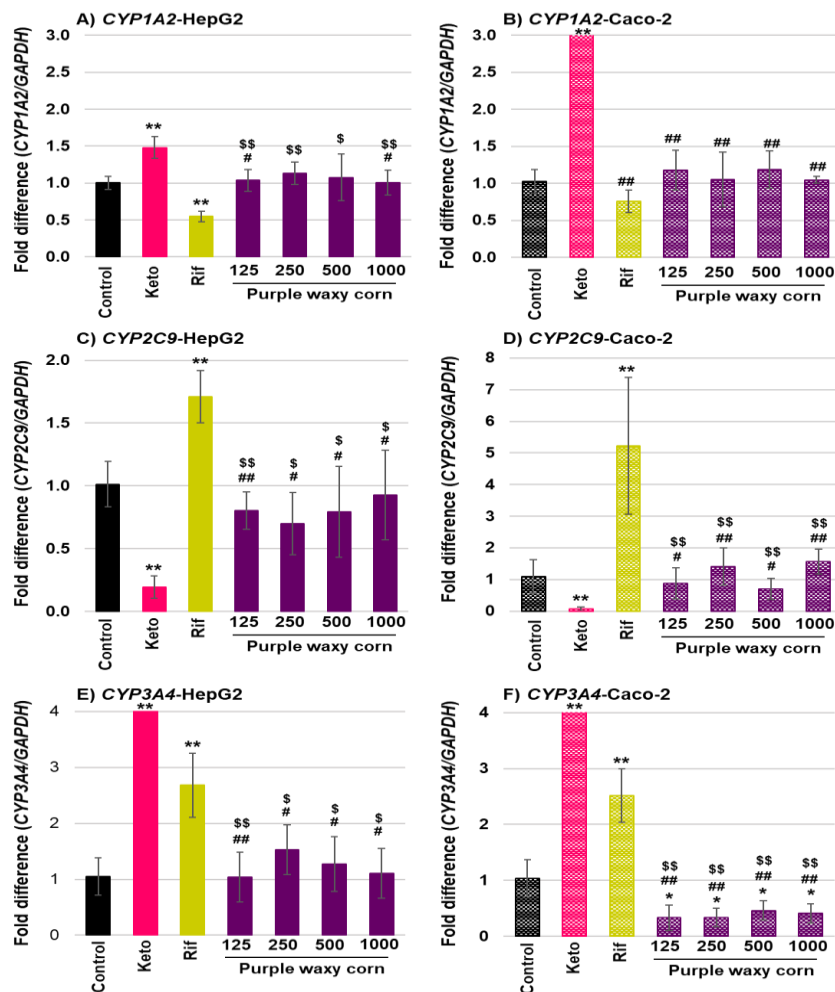 A) CYP1A2-HepG2
Fold difference (CYP1A2/GAPDH)
3.0
2.5
2.0
1.5
1.0
0.5
0.0
**
**
$$
#
$$
$
$$
#
Control
Keto
Rif
125 250 500 1000
Purple waxy corn
B) CYP1A2-Caco-2
Fold difference (CYP1A2/GAPDH)
3.0
2.5
2.0
1.5
1.0
0.5
0.0
**
##
##
##
##
##
Control
Keto
Rif
125 250 500 1000
Purple waxy corn
C) CYP2C9-HepG2
Fold difference (CYP2C9/GAPDH)
2.0
1.5
1.0
0.5
0.0
**
**
$$
##
$
#
$
#
$
#
Control
Keto
Rif
125 250 500 1000
Purple waxy corn
D) CYP2C9-Caco-2
Fold difference (CYP2C9/GAPDH)
8
7
6
5
4
3
2
1
0
**
**
$$
#
$$
##
$$
#
$$
##
Control
Keto
Rif
125 250 500 1000
Purple waxy corn
E) CYP3A4-HepG2
Fold difference (CYP3A4/GAPDH)
4
3
2
1
0
**
**
$$
##
$
#
$
#
$
#
Control
Keto
Rif
125 250 500 1000
Purple waxy corn
F) CYP3A4-Caco-2
Fold difference (CYP3A4/GAPDH)
4
3
2
1
0
**
**
$$
##
*
$$
##
*
$$
##
*
$$
##
*
Control
Keto
Rif
125 250 500 1000
Purple waxy corn